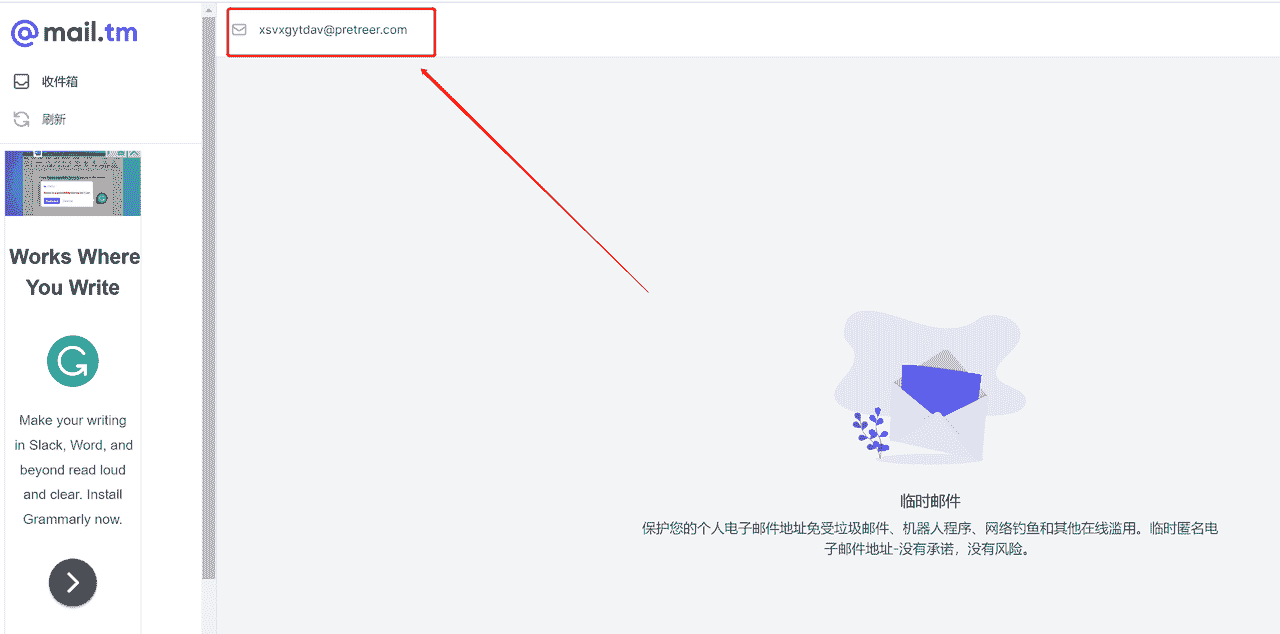 @mail.tm
xsvxgytdav@pretreer.com
收件箱
刷新
Works Where
You Write
Make your writing
in Slack, Word, and
beyond read loud
and clear. Install
Grammarly now.
临时邮件
保护您的个人电子邮件地址免受垃圾邮件、机器人程序、网络钓鱼和其他在线滥用。临时匿名电
子邮件地址-没有承诺，没有风险。